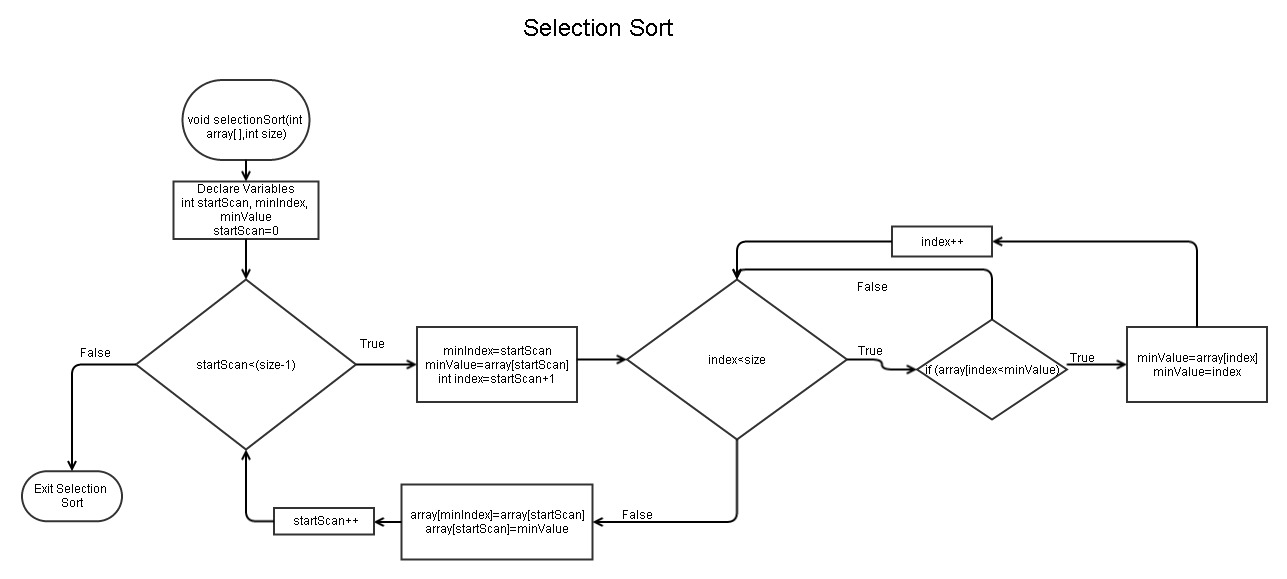 Selection Sort
void selectionSort(int
array[ ],int size)
Declare Variables
int startScan, minIndex,
minValue
startScan=0
startScan<(size-1)
False
Exit Selection
Sort
True
minIndex=startScan
minValue=array[startScan]
int index=startScan+1
index<size
True
if (array[index<minValue)
False
True
minValue=array[index]
minValue=index
index++
False
array[minIndex]=array[startScan]
array[startScan]=minValue
startScan++